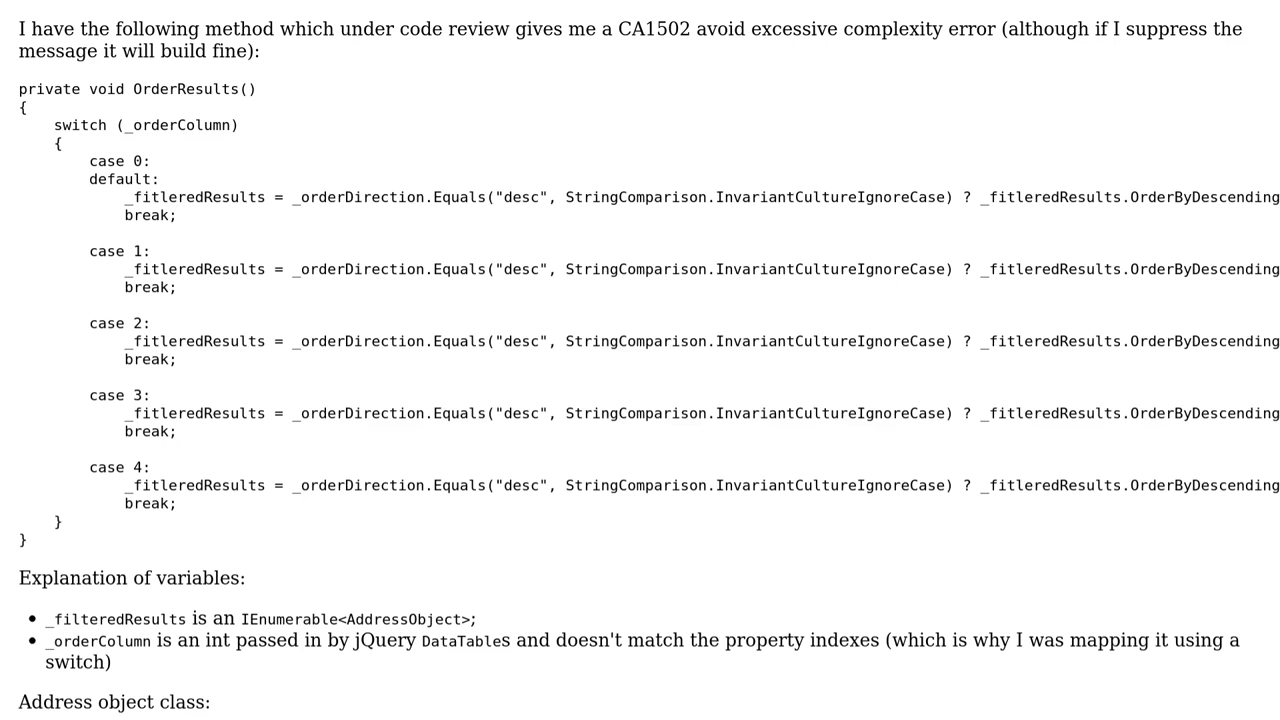 I have the following method which under code review gives me a CA1502 avoid excessive complexity error (although if I suppress the
message it will build fine):
private void OrderResults()
{
    switch (_orderColumn)
    {
        case 0:
        default:
            _fitleredResults = _orderDirection.Equals("desc", StringComparison.InvariantCultureIgnoreCase) ? _fitleredResults.OrderByDescending
            break;
        case 1:
            _fitleredResults = _orderDirection.Equals("desc", StringComparison.InvariantCultureIgnoreCase) ? _fitleredResults.OrderByDescending
            break;
        case 2:
            _fitleredResults = _orderDirection.Equals("desc", StringComparison.InvariantCultureIgnoreCase) ? _fitleredResults.OrderByDescending
            break;
        case 3:
            _fitleredResults = _orderDirection.Equals("desc", StringComparison.InvariantCultureIgnoreCase) ? _fitleredResults.OrderByDescending
            break;
        case 4:
            _fitleredResults = _orderDirection.Equals("desc", StringComparison.InvariantCultureIgnoreCase) ? _fitleredResults.OrderByDescending
            break;
    }
}
Explanation of variables:
• _filteredResults is an IEnumerable<AddressObject>;
• _orderColumn is an int passed in by jQuery DataTables and doesn't match the property indexes (which is why I was mapping it using a
switch)
Address object class: